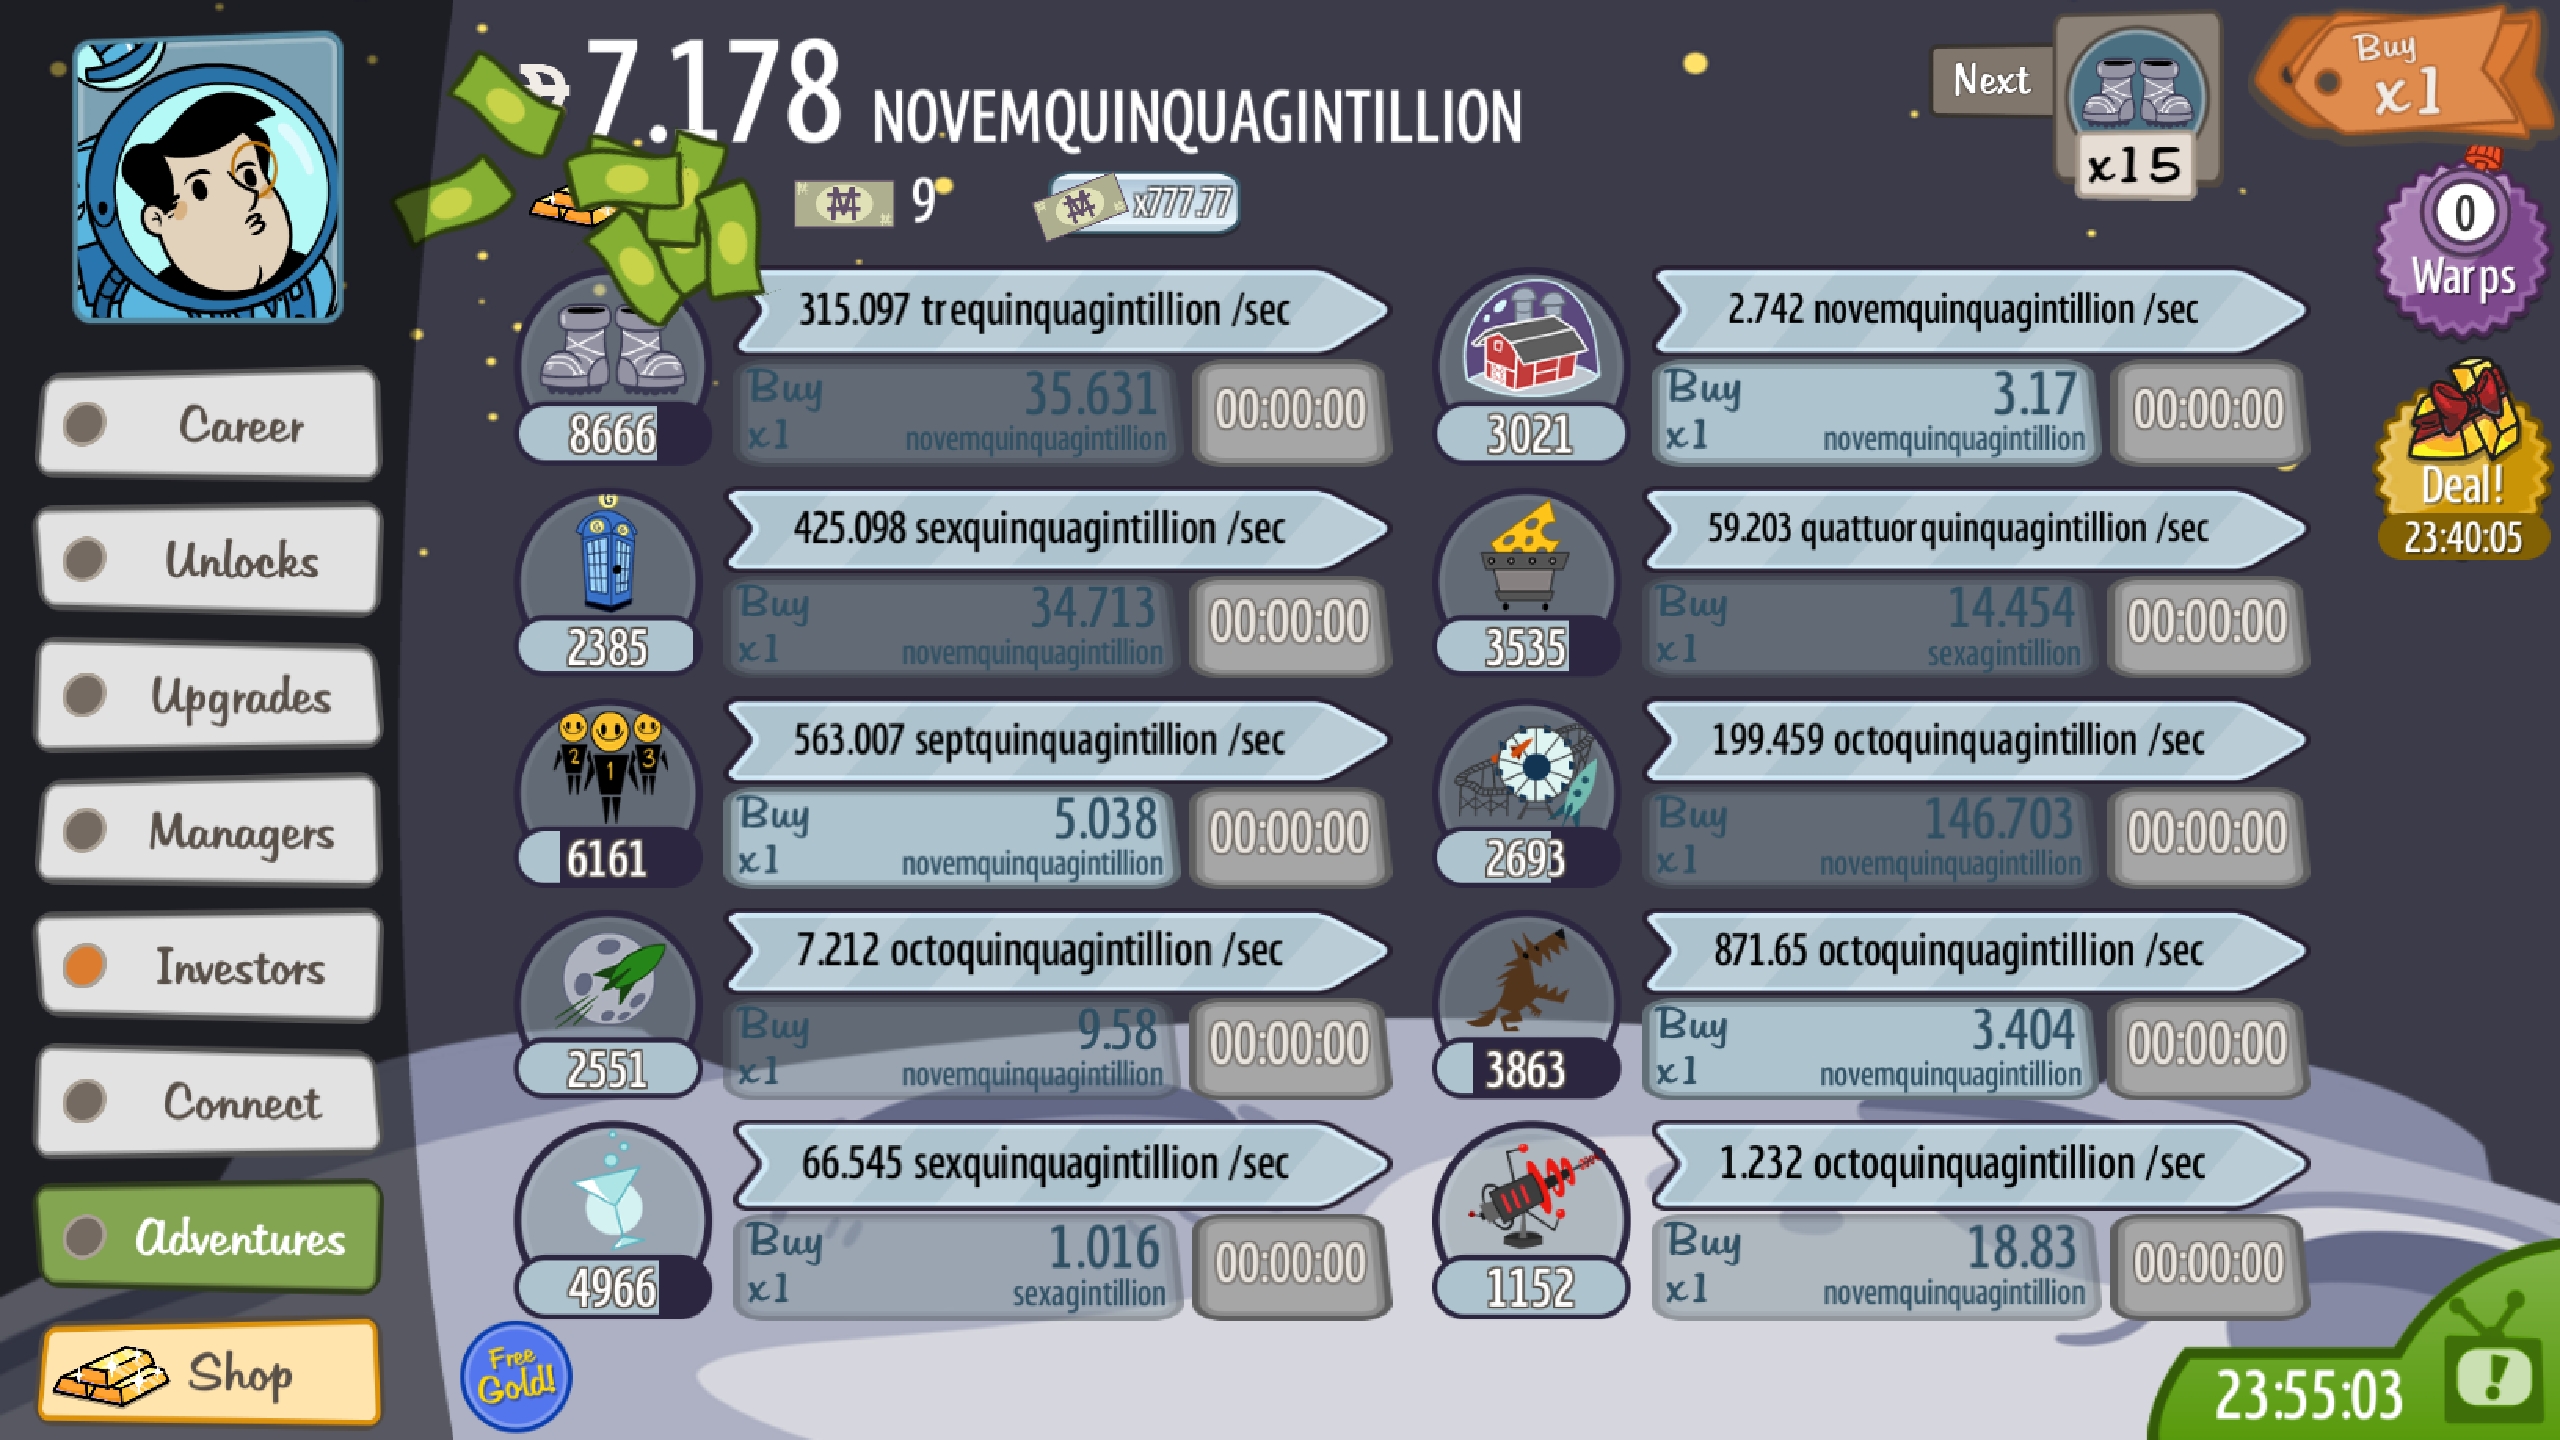 7.178 NOVEMQUINQUAGINTILLION
9
x777.77
Next
x15
Buy
x1
0
Warps
Deal!
23:40:05
Career
Unlocks
Upgrades
Managers
Investors
Connect
Adventures
Shop
315.097 trequinquagintillion /sec
8666
Buy
x1
35.631
novemquinquagintillion
00:00:00
2.742 novemquinquagintillion /sec
3021
Buy
x1
3.17
novemquinquagintillion
00:00:00
G
425.098 sexquinquagintillion /sec
2385
Buy
x1
34.713
novemquinquagintillion
00:00:00
59.203 quattuorquinquagintillion /sec
3535
Buy
x1
14.454
sexagintillion
00:00:00
2 1 3
563.007 septquinquagintillion /sec
6161
Buy
x1
5.038
novemquinquagintillion
00:00:00
199.459 octoquinquagintillion /sec
2693
Buy
x1
146.703
novemquinquagintillion
00:00:00
7.212 octoquinquagintillion /sec
2551
Buy
x1
9.58
novemquinquagintillion
00:00:00
871.65 octoquinquagintillion /sec
3863
Buy
x1
3.404
novemquinquagintillion
00:00:00
66.545 sexquinquagintillion /sec
4966
Buy
x1
1.016
sexagintillion
00:00:00
1.232 octoquinquagintillion /sec
1152
Buy
x1
18.83
novemquinquagintillion
00:00:00
Free
Gold!
23:55:03
!